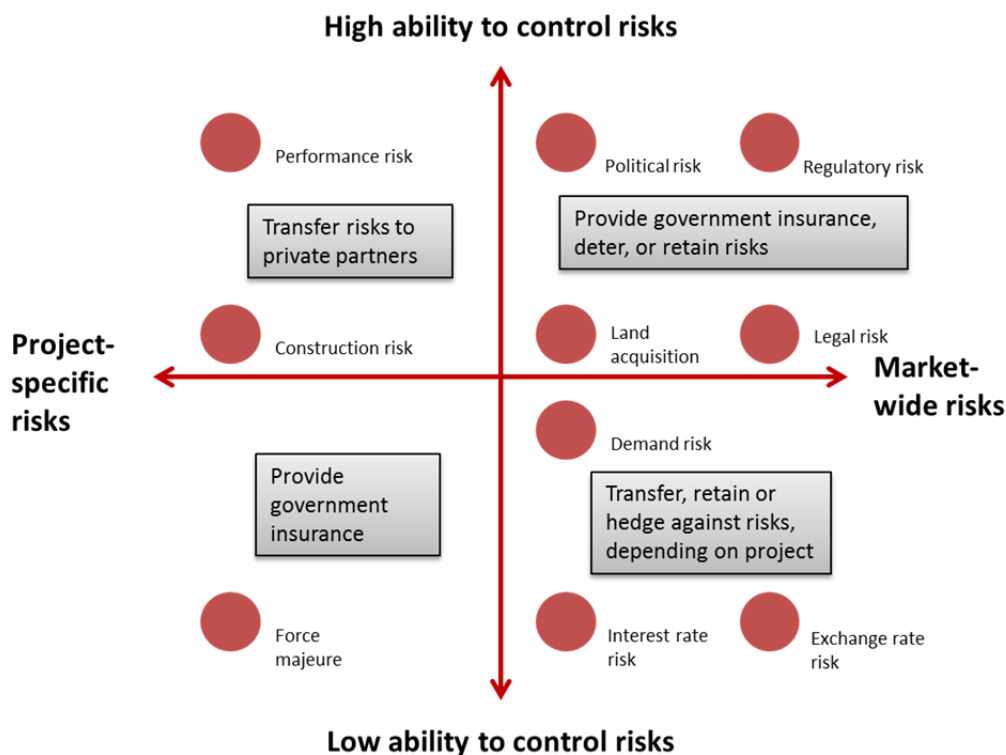 High ability to control risks
Performance risk
Political risk
Regulatory risk
Transfer risks to
private partners
Provide government insurance,
deter, or retain risks
Project-
specific
risks
Construction risk
Land
acquisition
Legal risk
Market-
wide risks
Demand risk
Provide
government
insurance
Transfer, retain or
hedge against risks,
depending on project
Force
majeure
Interest rate
risk
Exchange rate
risk
Low ability to control risks